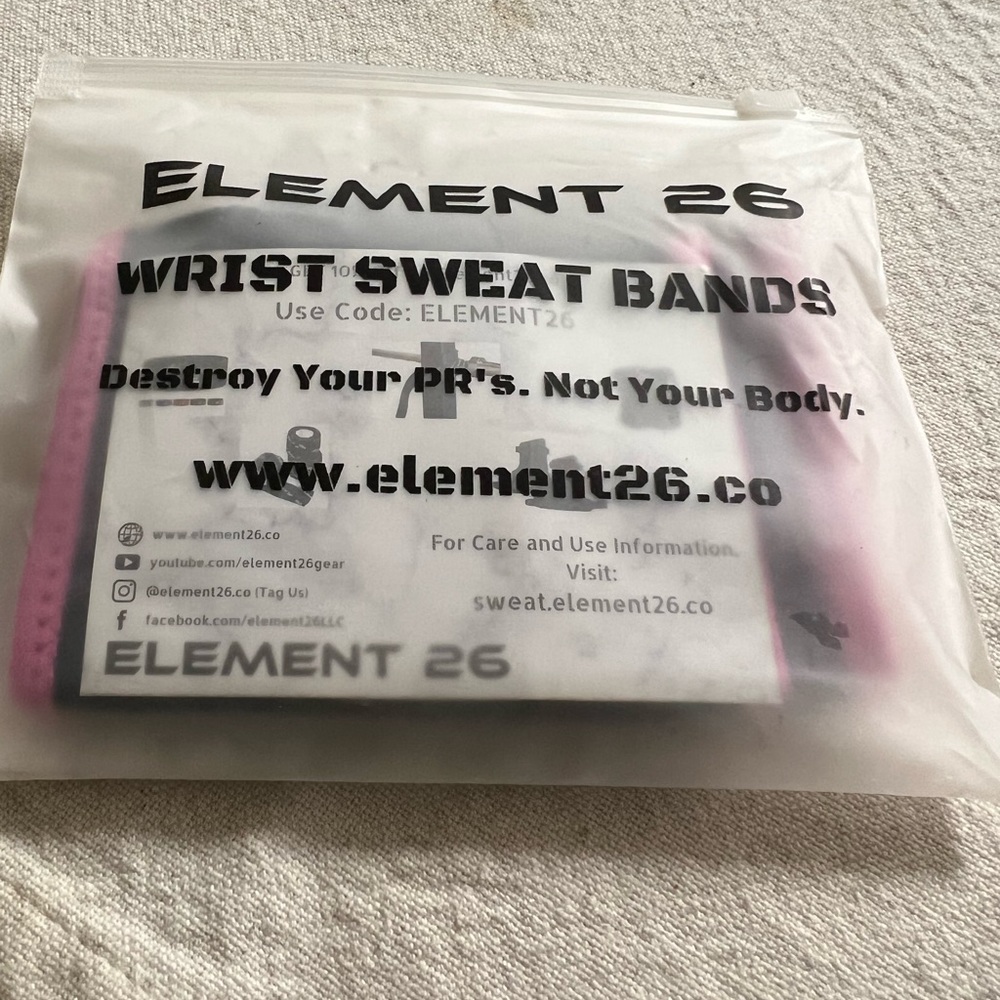 ELEMENT 26
WRIST SWEAT BANDS
Use Code: ELEMENT26
Destroy Your PR's. Not Your Body.
www.element26.co
www.element26.co
youtube.com/element26gear
@element26.co (Tag Us)
facebook.com/element26LLC
For Care and Use Information,
Visit:
sweat.element26.co
ELEMENT 26